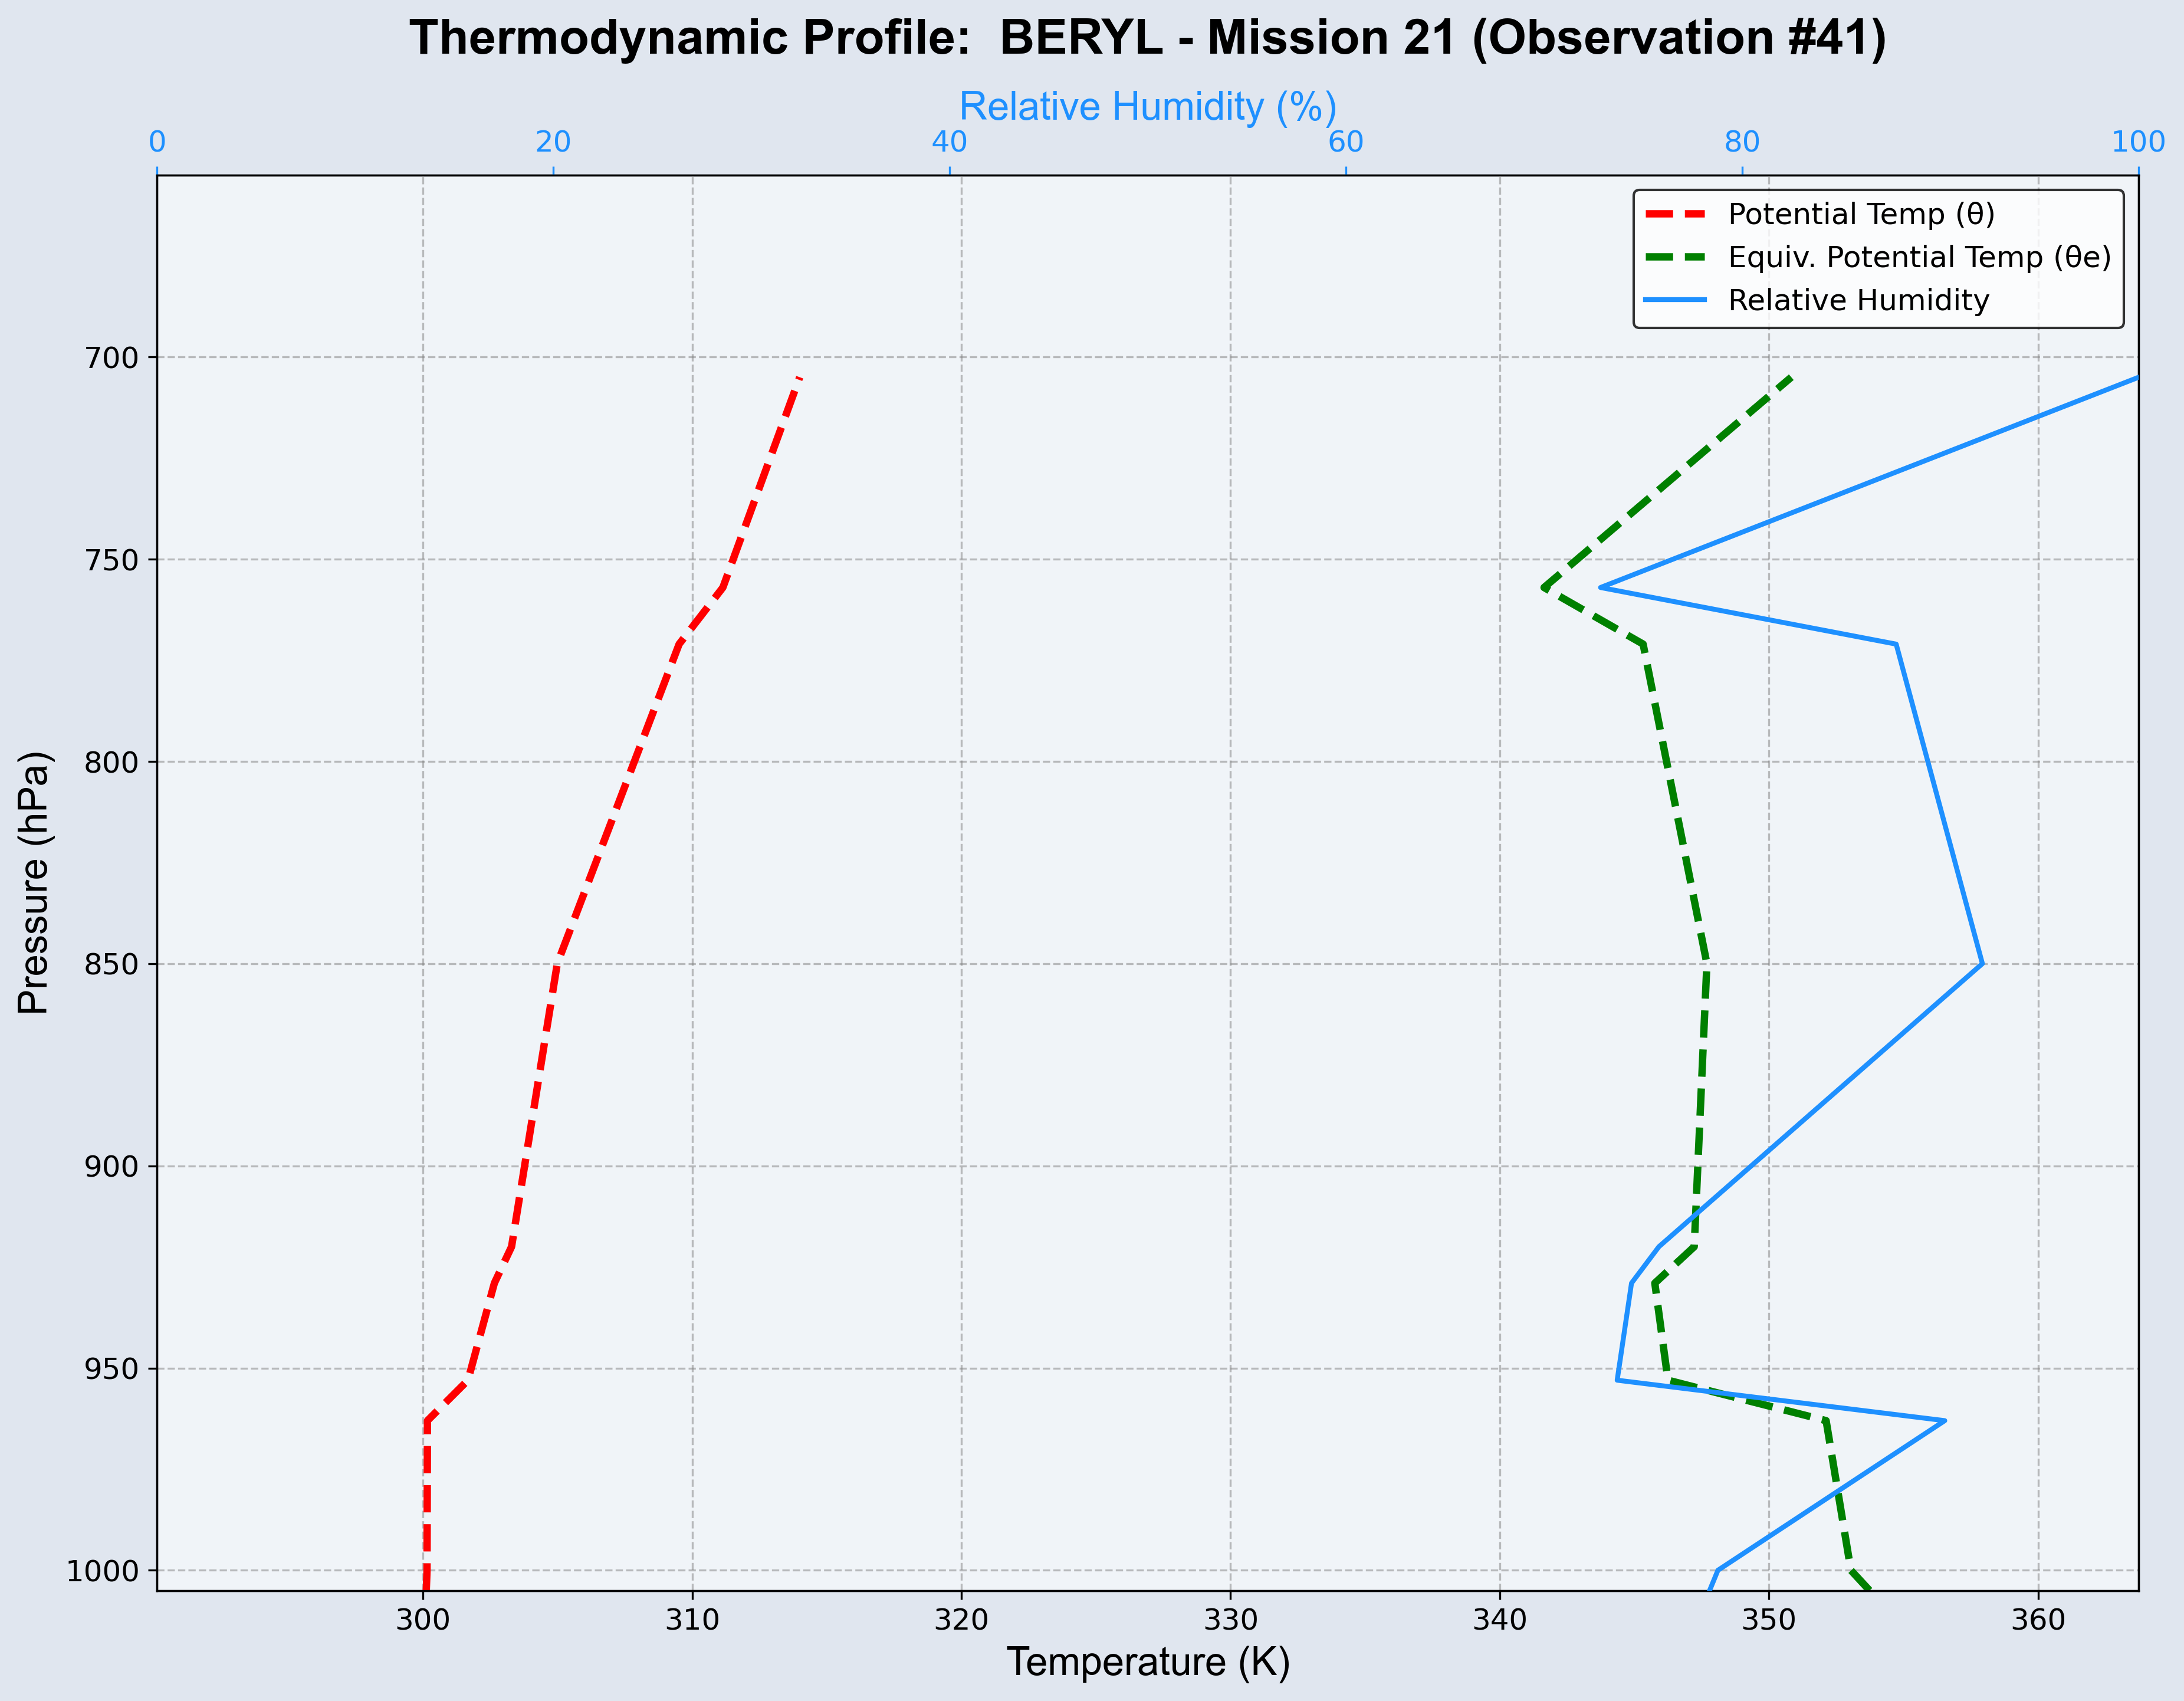 Thermodynamic Profile:  BERYL - Mission 21 (Observation #41)
Relative Humidity (%)
0 20 40 60 80 100
Potential Temp (θ)
Equiv. Potential Temp (θe)
Relative Humidity
700
750
800
850
900
950
1000
Pressure (hPa)
300 310 320 330 340 350 360
Temperature (K)